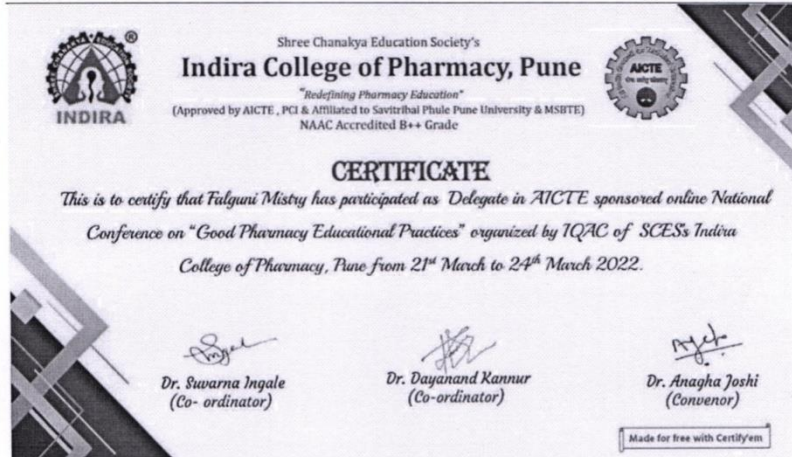 Shree Chanakya Education Society's
Indira College of Pharmacy, Pune
"Redefining Pharmacy Education"
(Approved by AICTE , PCI & Affiliated to Savitribai Phule Pune University & MSBTE)
NAAC Accredited B++ Grade
®
INDIRA
AICTE
CERTIFICATE
This is to certify that Falguni Mistry has participated as Delegate in AICTE sponsored online National
Conference on "Good Pharmacy Educational Practices" organized by IQAC of SCES's Indira
College of Pharmacy, Pune from 21st March to 24th March 2022.
Dr. Suvarna Ingale
(Co- ordinator)
Dr. Dayanand Kannur
(Co-ordinator)
Dr. Anagha Joshi
(Convenor)
Made for free with Certify'em